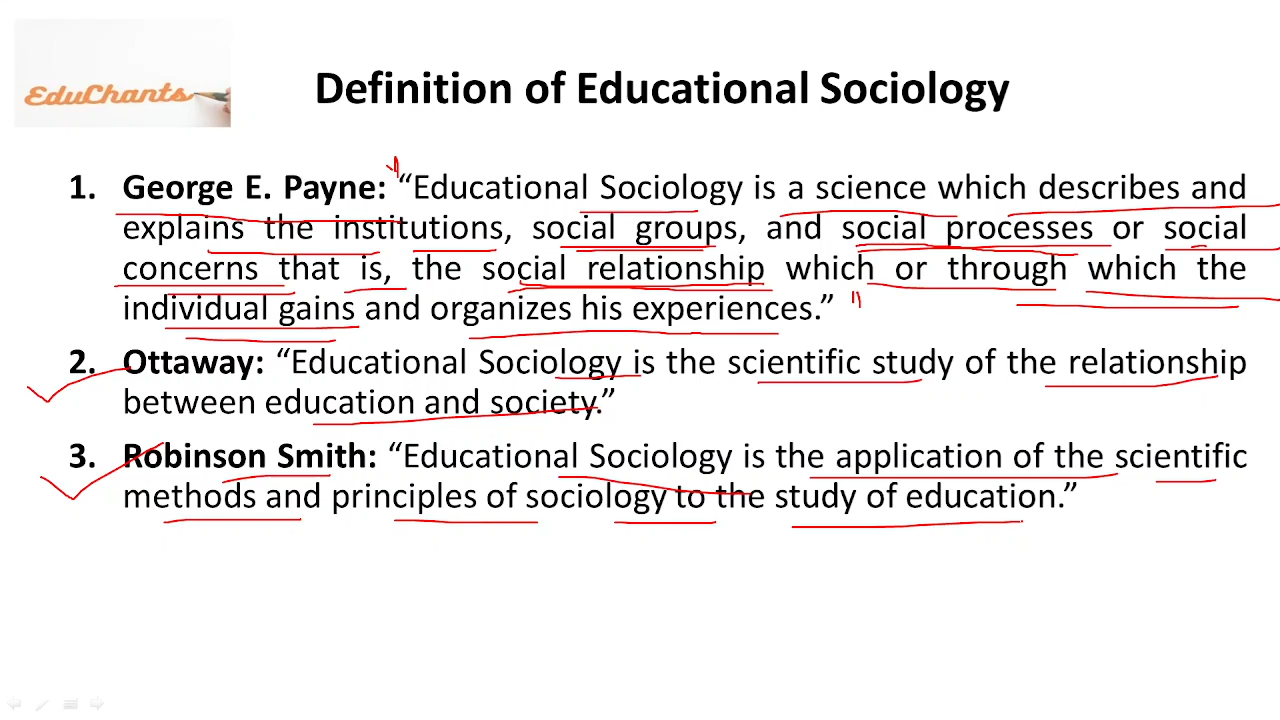 EduChants
Definition of Educational Sociology
1. George E. Payne: “Educational Sociology is a science which describes and
explains the institutions, social groups, and social processes or social
concerns that is, the social relationship which or through which the
individual gains and organizes his experiences.”
2. Ottaway: “Educational Sociology is the scientific study of the relationship
between education and society.”
3. Robinson Smith: “Educational Sociology is the application of the scientific
methods and principles of sociology to the study of education.”